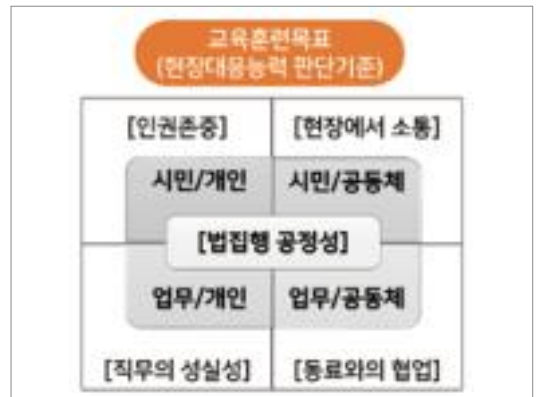 교육훈련목표
(현장대응능력 판단기준)
[인권존중] [현장에서 소통]
시민/개인 시민/공동체
[법집행 공정성]
업무/개인 업무/공동체
[직무의 성실성] [동료와의 협업]